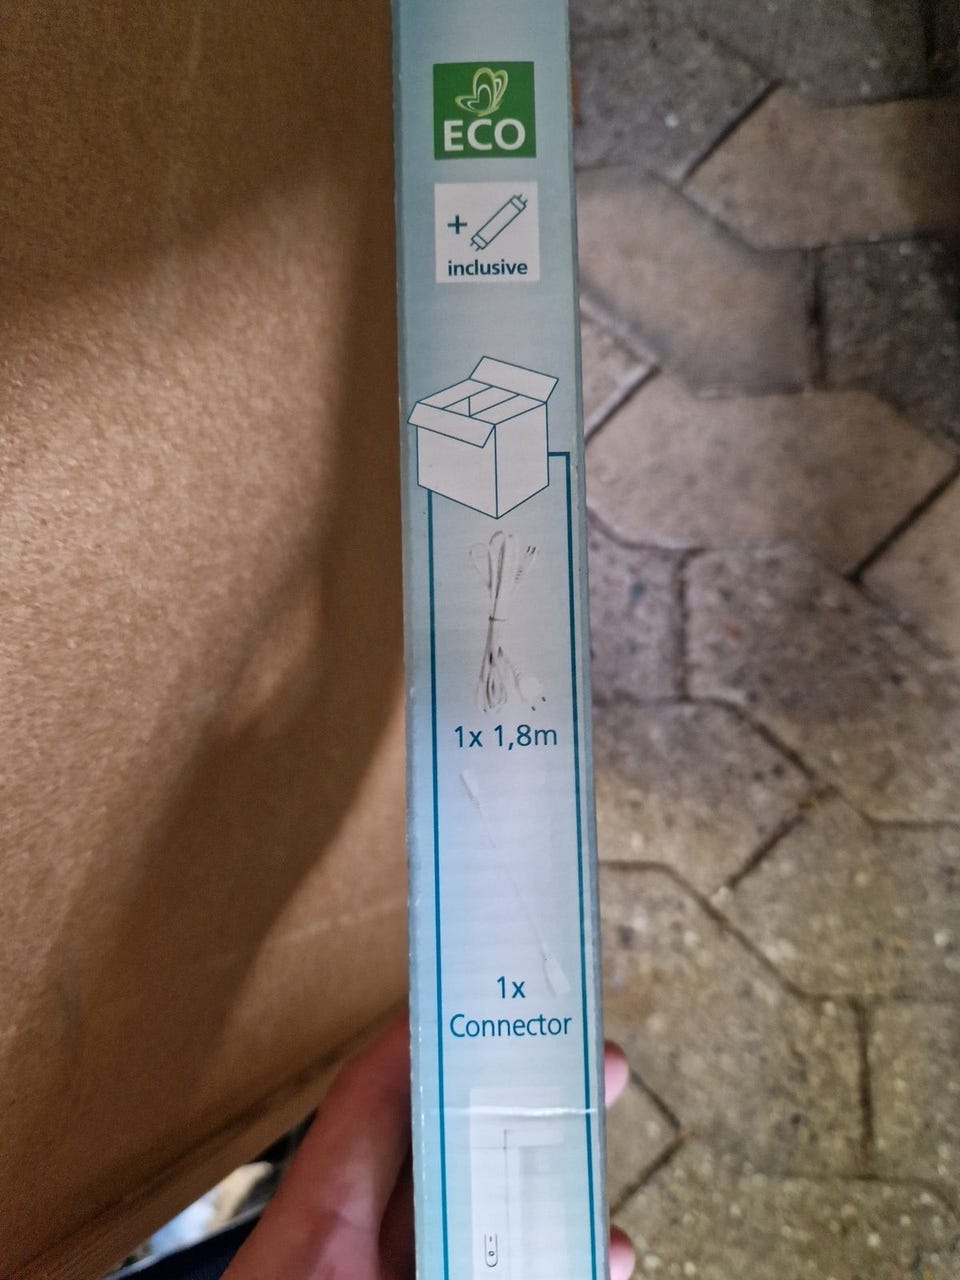 ECO
+
inclusive
1x 1,8m
1x
Connector